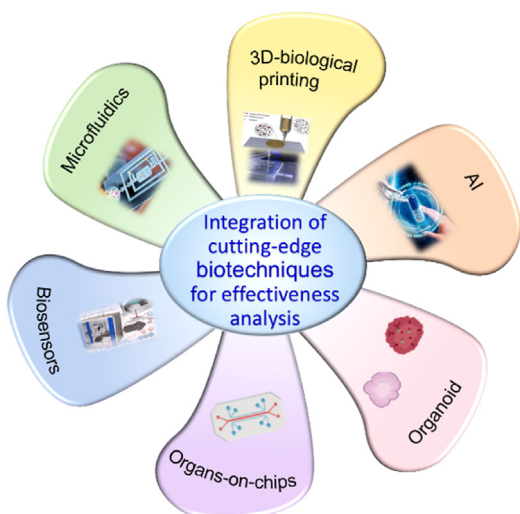 3D-biological
printing
AI
Organoid
Organs-on-chips
Biosensors
Microfluidics
Integration of
cutting-edge
biotechniques
for effectiveness
analysis